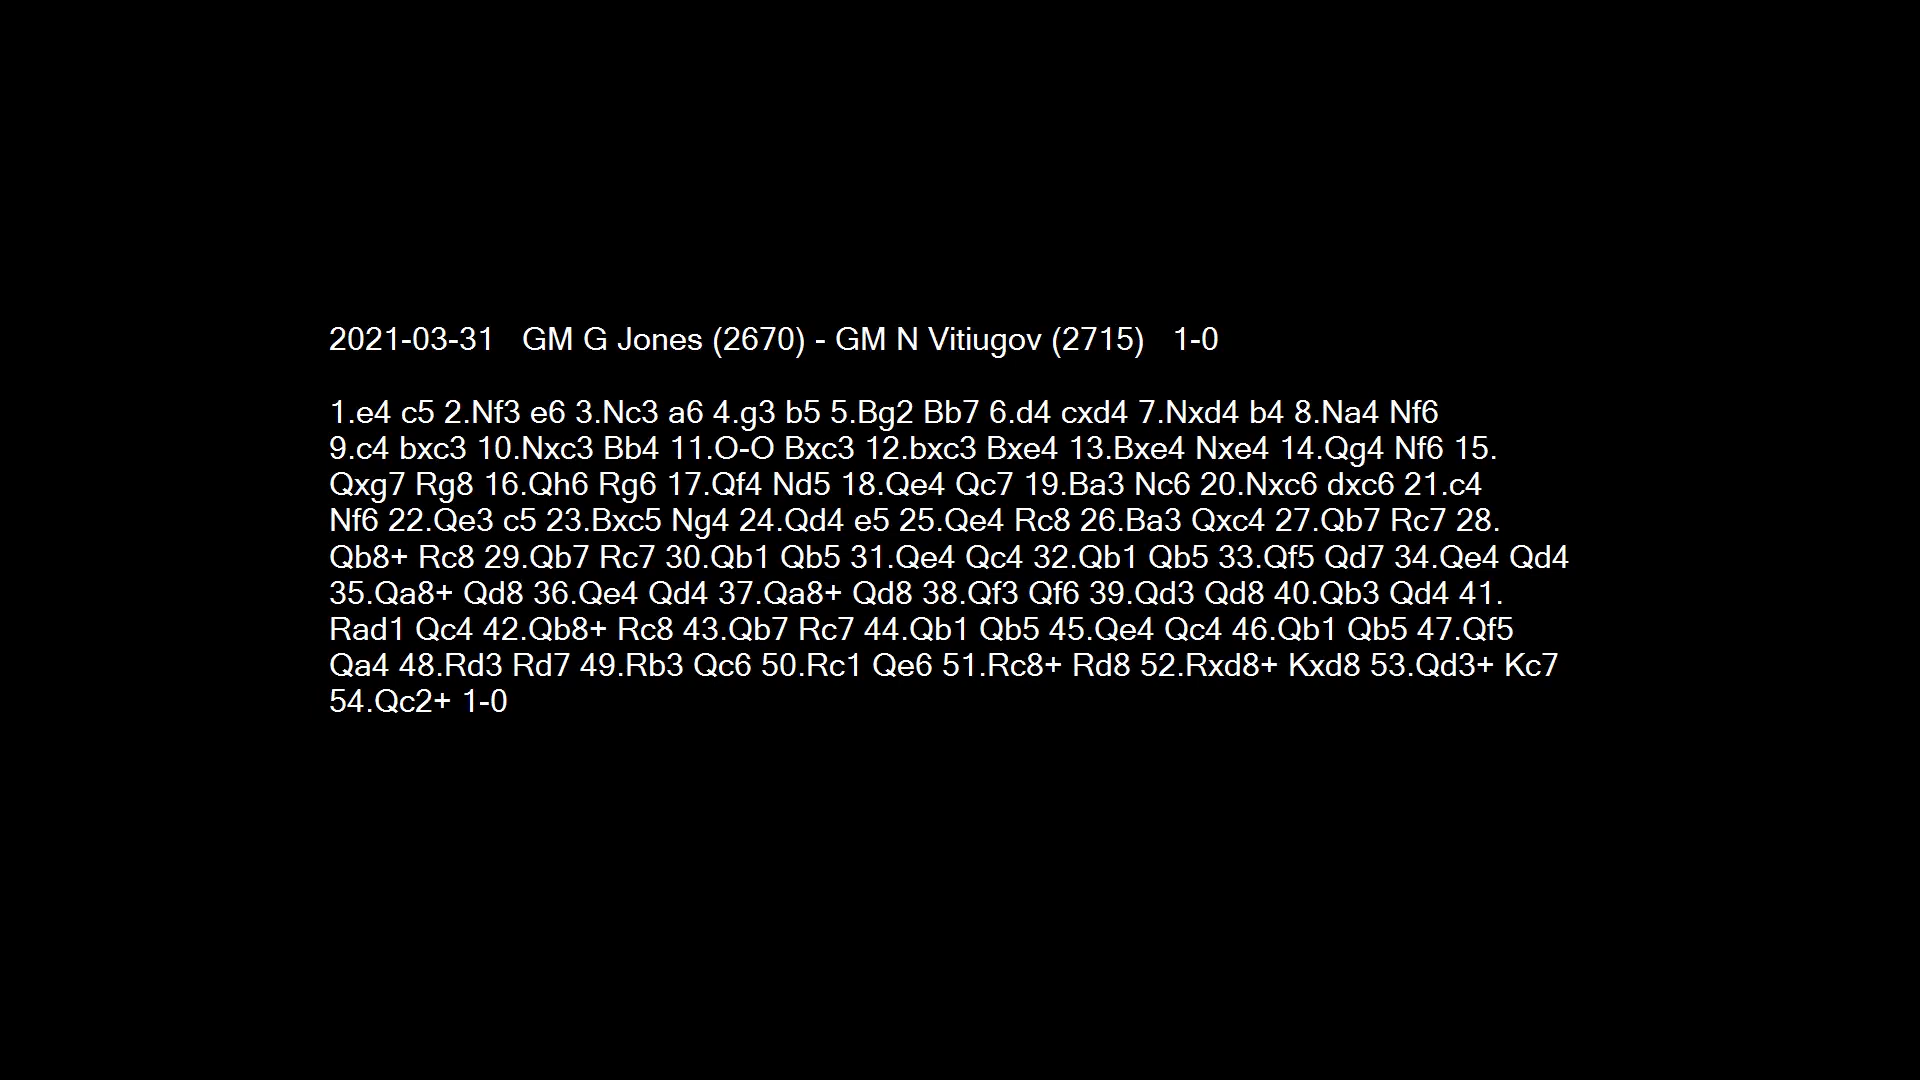 2021-03-31   GM G Jones (2670) - GM N Vitiugov (2715)   1-0
1.e4 c5 2.Nf3 e6 3.Nc3 a6 4.g3 b5 5.Bg2 Bb7 6.d4 cxd4 7.Nxd4 b4 8.Na4 Nf6
9.c4 bxc3 10.Nxc3 Bb4 11.O-O Bxc3 12.bxc3 Bxe4 13.Bxe4 Nxe4 14.Qg4 Nf6 15.
Qxg7 Rg8 16.Qh6 Rg6 17.Qf4 Nd5 18.Qe4 Qc7 19.Ba3 Nc6 20.Nxc6 dxc6 21.c4
Nf6 22.Qe3 c5 23.Bxc5 Ng4 24.Qd4 e5 25.Qe4 Rc8 26.Ba3 Qxc4 27.Qb7 Rc7 28.
Qb8+ Rc8 29.Qb7 Rc7 30.Qb1 Qb5 31.Qe4 Qc4 32.Qb1 Qb5 33.Qf5 Qd7 34.Qe4 Qd4
35.Qa8+ Qd8 36.Qe4 Qd4 37.Qa8+ Qd8 38.Qf3 Qf6 39.Qd3 Qd8 40.Qb3 Qd4 41.
Rad1 Qc4 42.Qb8+ Rc8 43.Qb7 Rc7 44.Qb1 Qb5 45.Qe4 Qc4 46.Qb1 Qb5 47.Qf5
Qa4 48.Rd3 Rd7 49.Rb3 Qc6 50.Rc1 Qe6 51.Rc8+ Rd8 52.Rxd8+ Kxd8 53.Qd3+ Kc7
54.Qc2+ 1-0